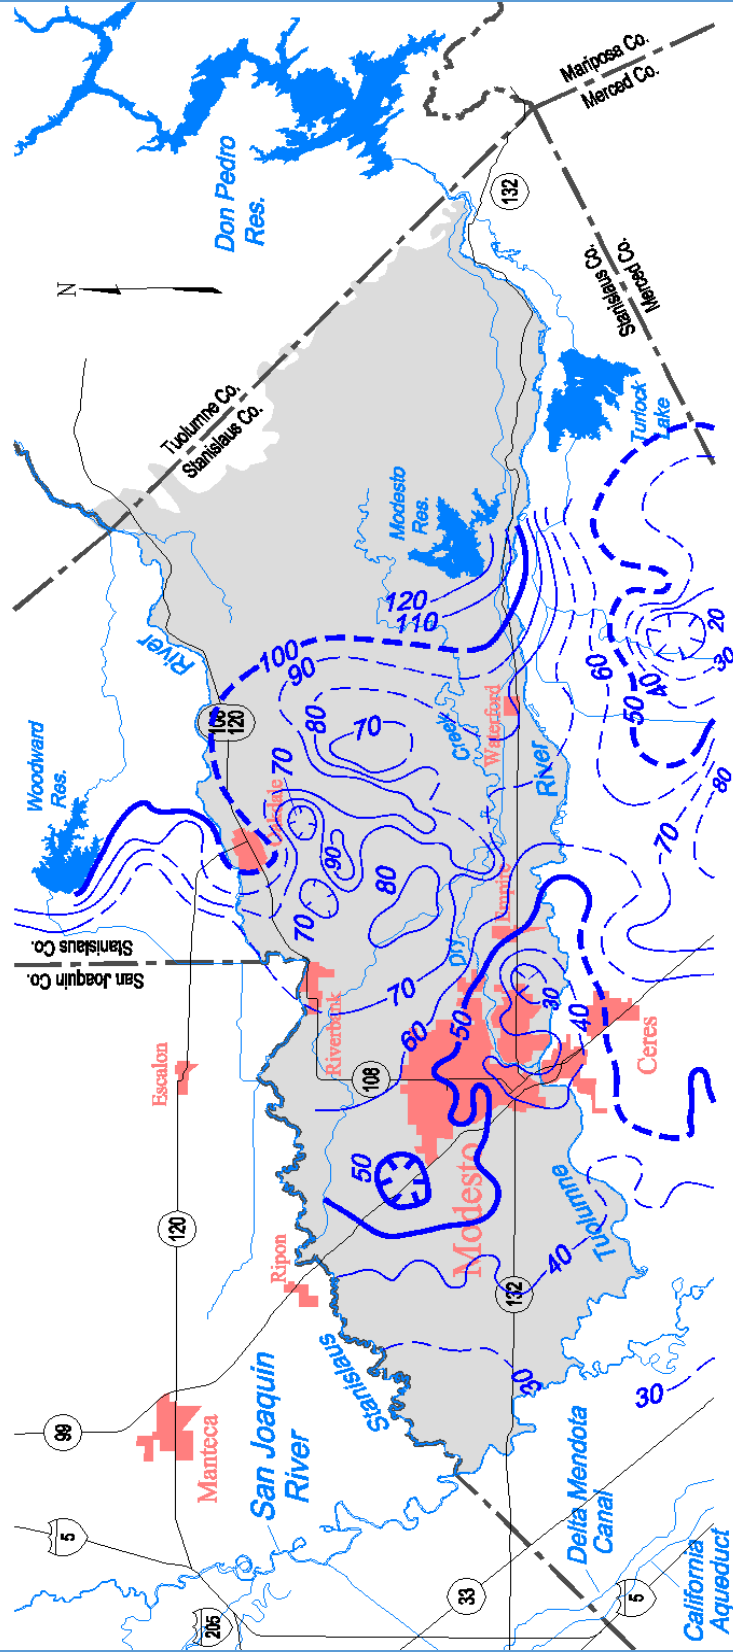 Mariposa Co.
Merced Co.
Don Pedro
Res.
132
N
Stanislaus Co.
Merced Co.
Tuolumne Co.
Stanislaus Co.
Turlock
Lake
Modesto
Res.
120
110
100
90
80
70
River
108
120
Woodward
Res.
Oakdale
70
90
70
80
Creek
Waterford
River
60
50
40
20
30
80
70
Stanislaus Co.
San Joaquin Co.
Empire
Dry
70
60
50
30
40
Riverbank
108
Ceres
Escalon
50
Modesto
Tuolumne
120
Ripon
40
132
Stanislaus
30
30
99
Manteca
San Joaquin
River
Delta Mendota
Canal
5
205
33
5
California
Aqueduct